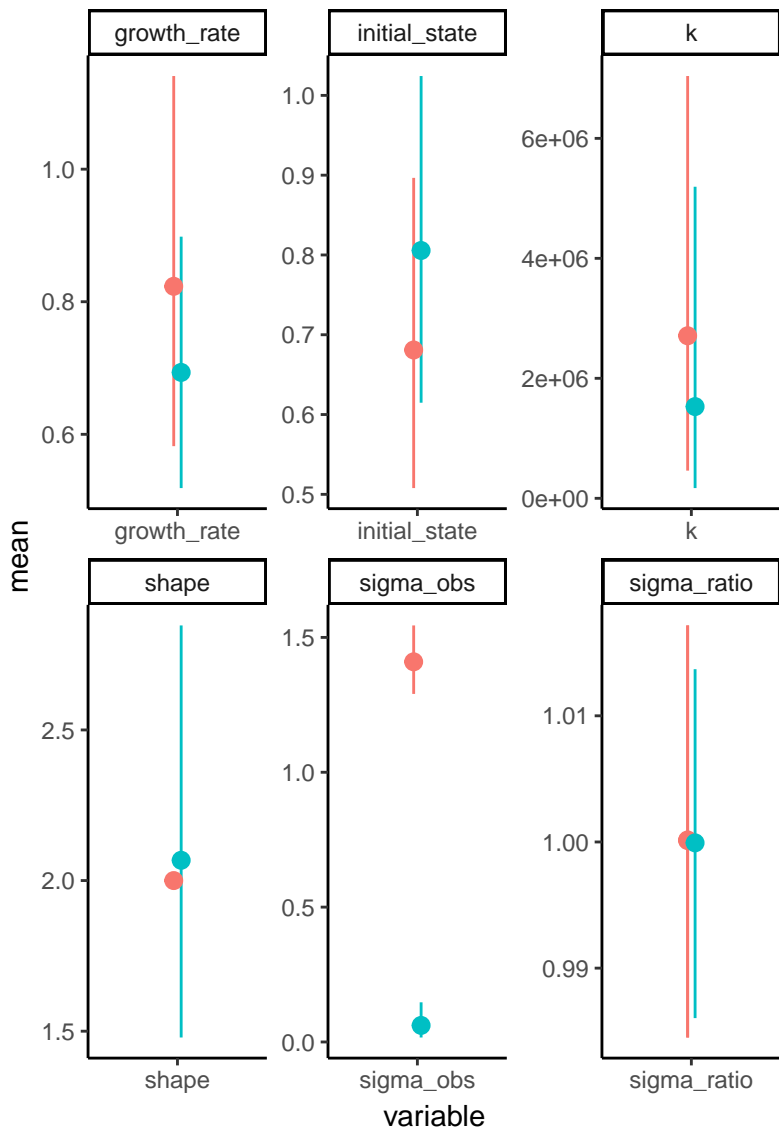 growth_rate initial_state k
1.0
0.8
0.6
1.0
0.9
0.8
0.7
0.6
0.5
6e+06
4e+06
2e+06
0e+00
growth_rate initial_state k
mean
shape sigma_obs sigma_ratio
2.5
2.0
1.5
1.5
1.0
0.5
0.0
1.01
1.00
0.99
shape sigma_obs sigma_ratio
variable